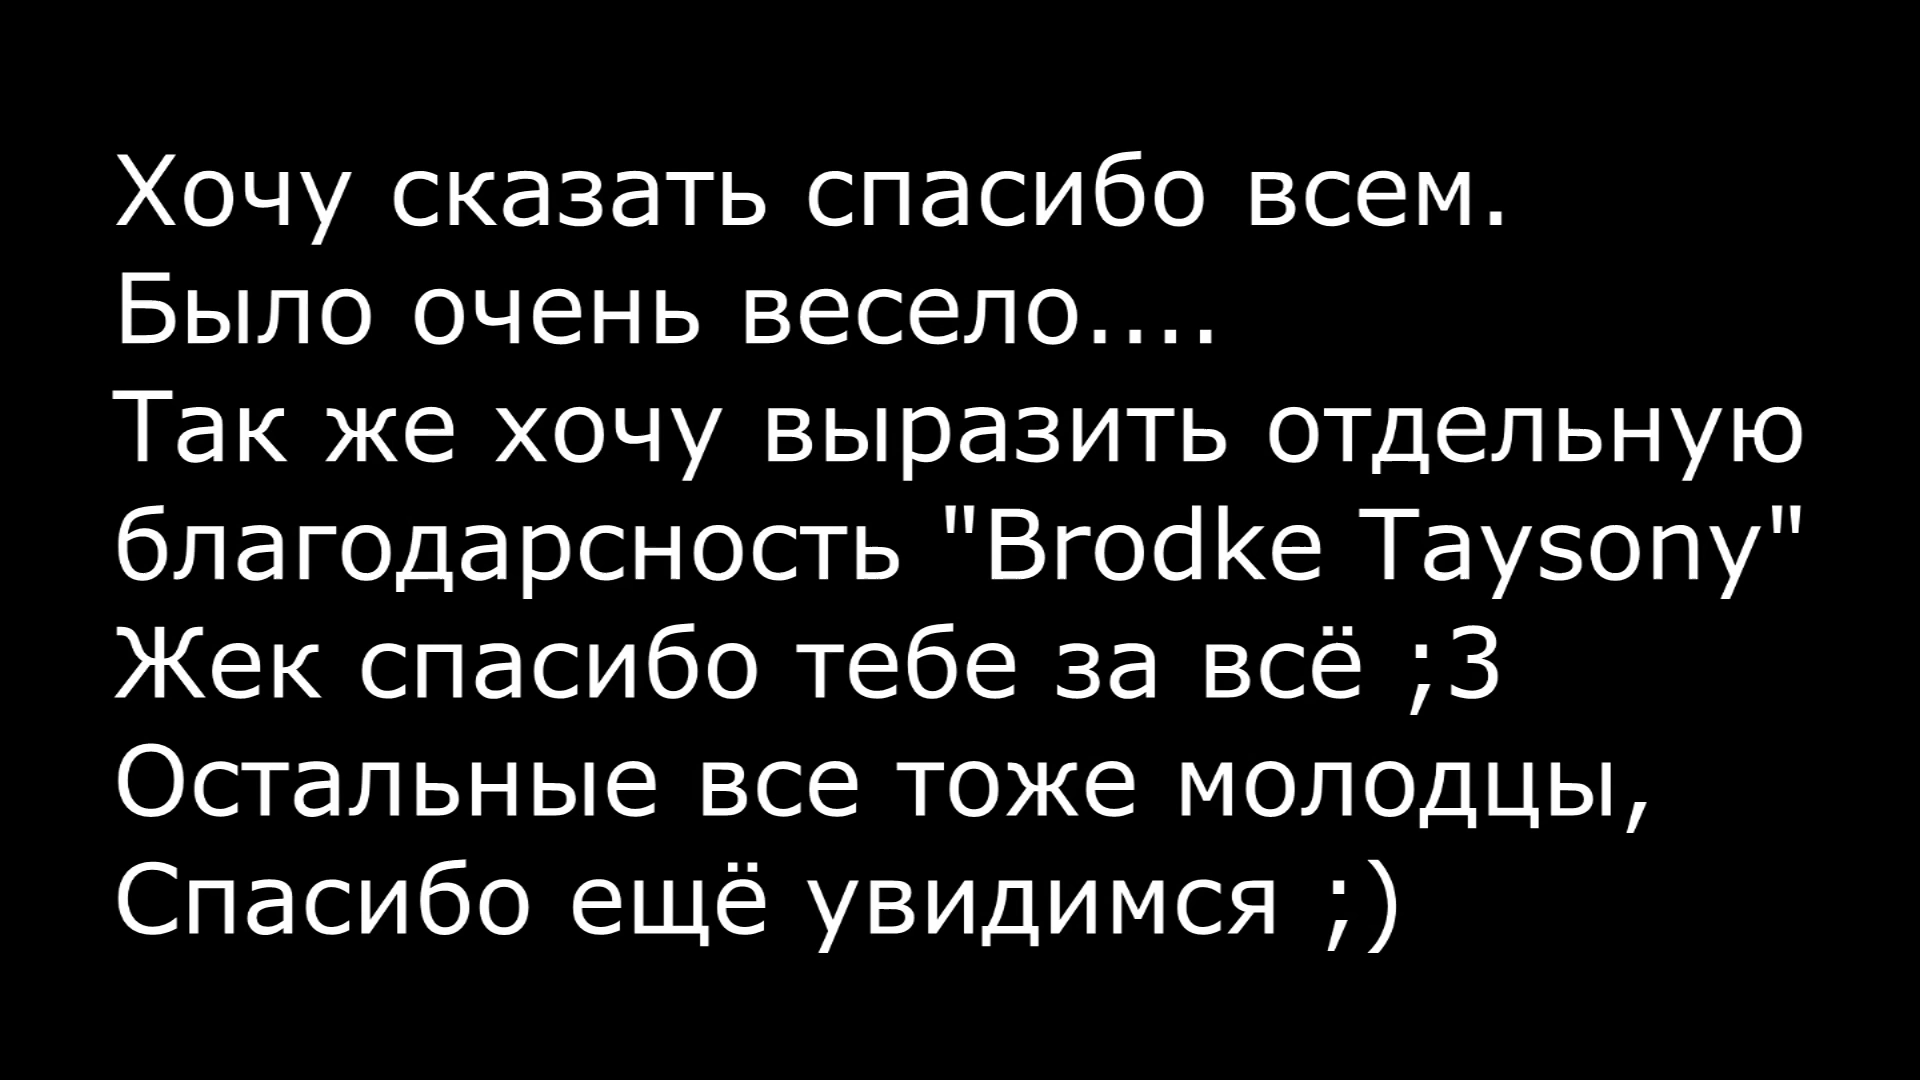 Хочу сказать спасибо всем.
Было очень весело....
Так же хочу выразить отдельную
благодарсность "Brodke Taysony"
Жек спасибо тебе за всё ;3
Остальные все тоже молодцы,
Спасибо ещё увидимся ;)